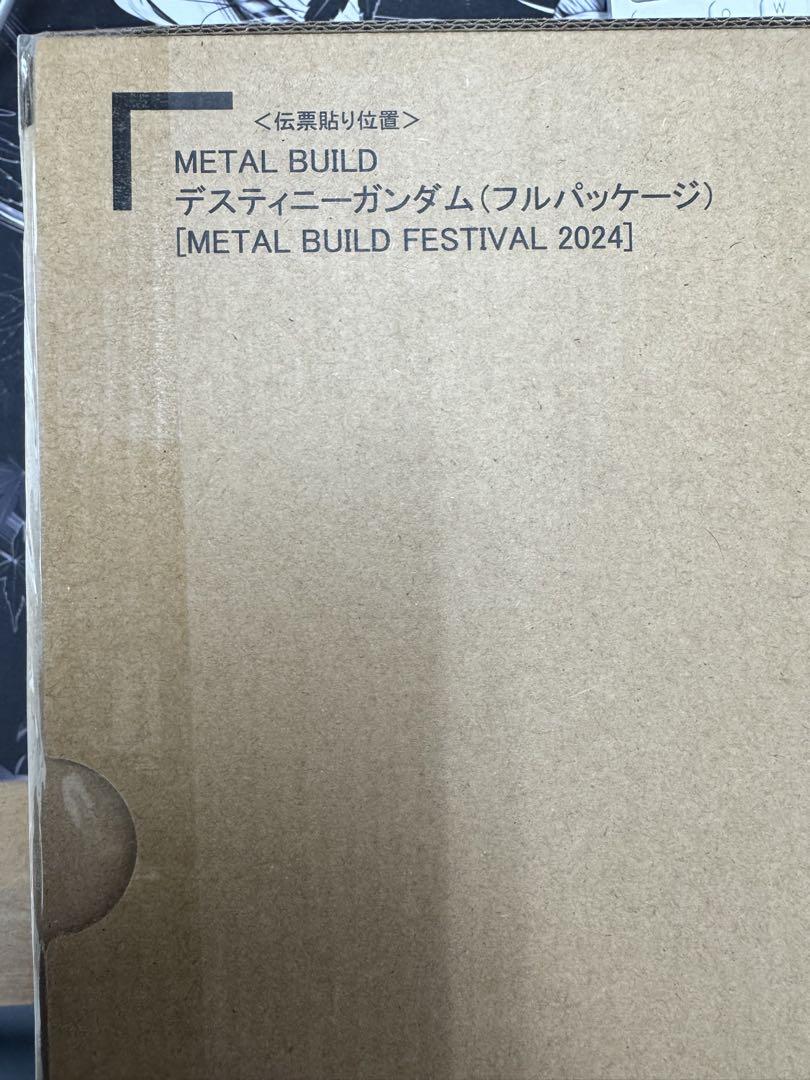 ＜伝票貼り位置＞
METAL BUILD
デスティニーガンダム（フルパッケージ）
[METAL BUILD FESTIVAL 2024]